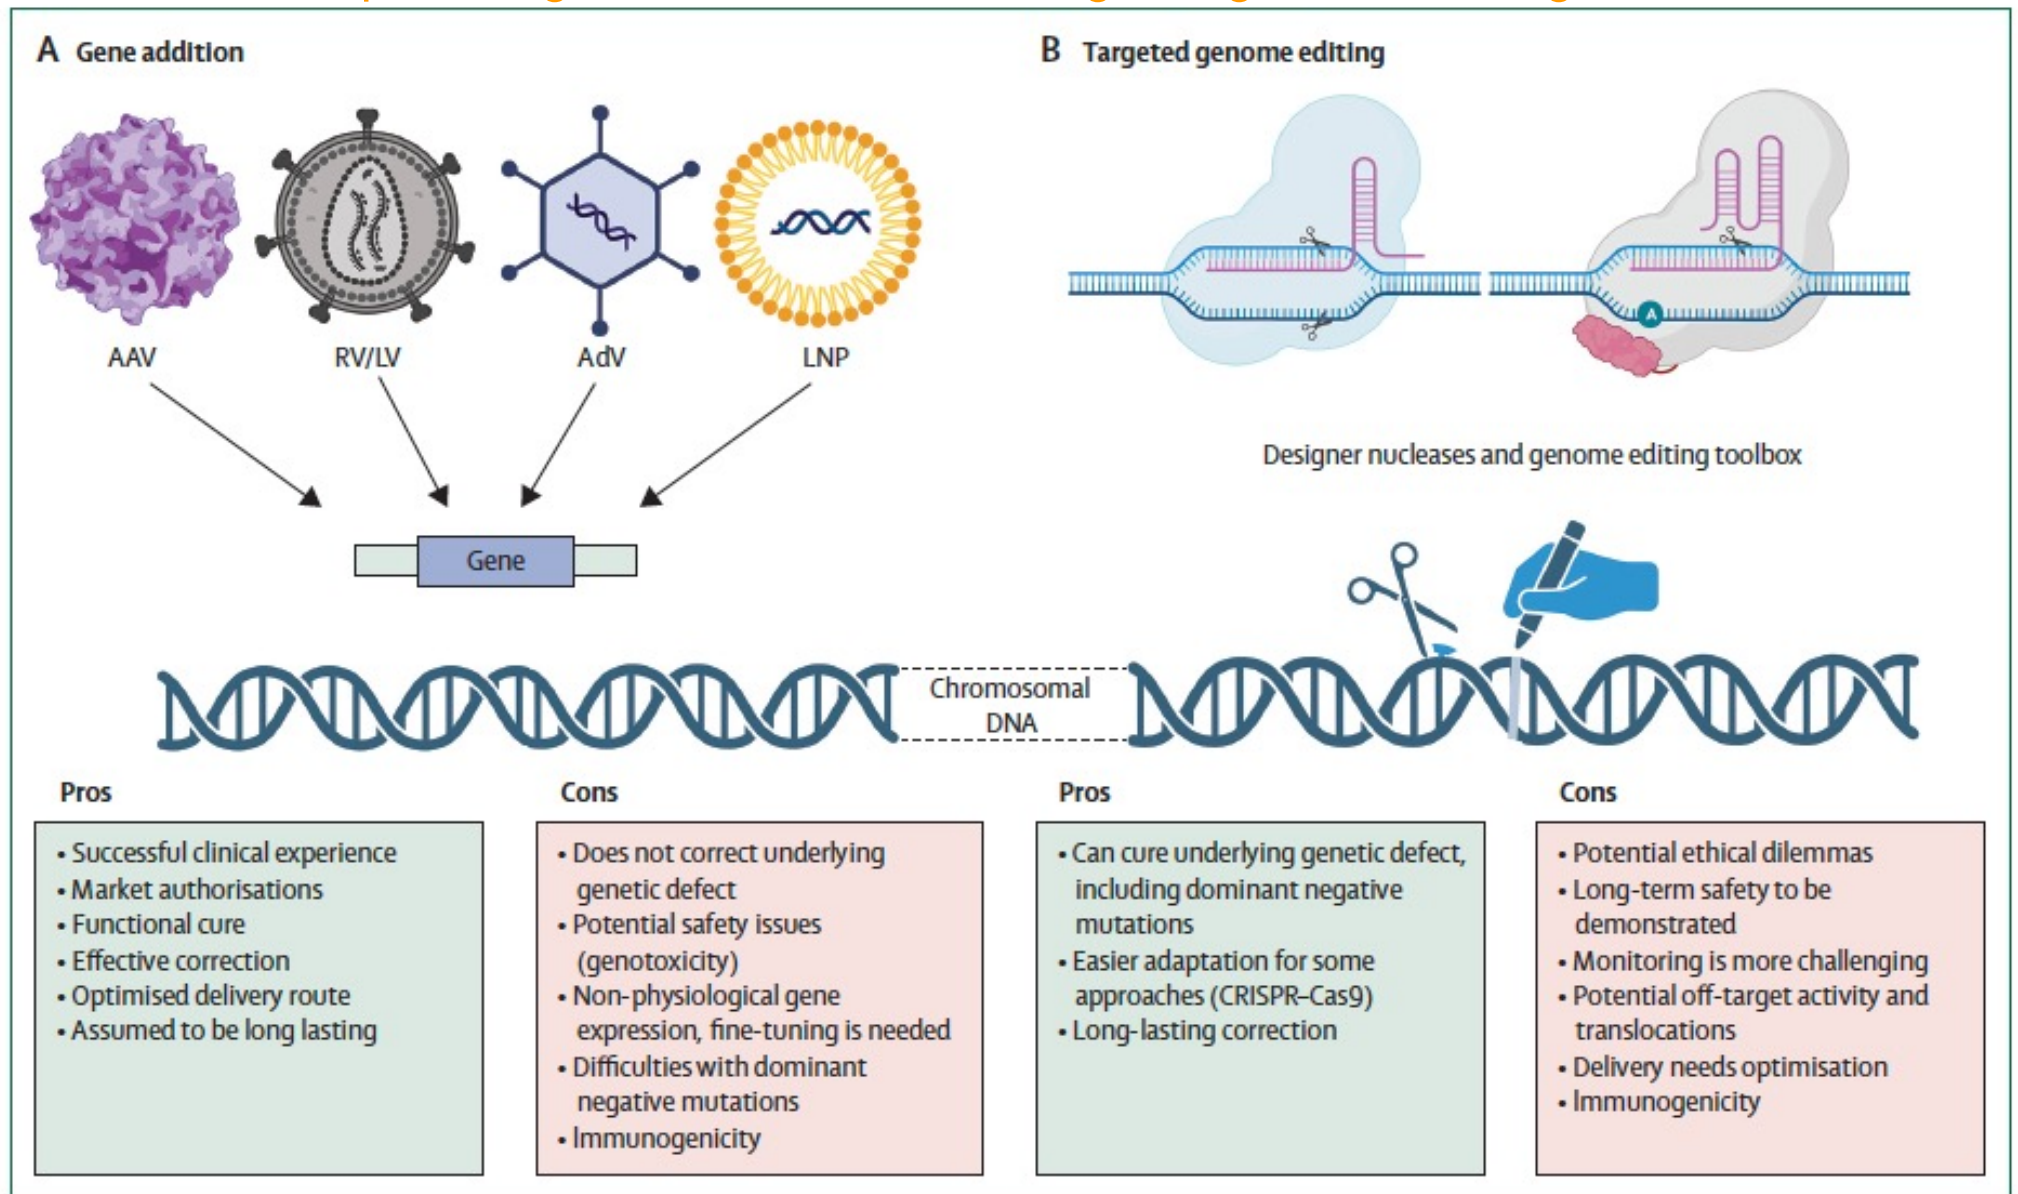 A Gene addition
AAV
RV/LV
AdV
LNP
Gene
B Targeted genome editing
A
Designer nucleases and genome editing toolbox
Chromosomal
DNA
Pros
• Successful clinical experience
• Market authorisations
• Functional cure
• Effective correction
• Optimised delivery route
• Assumed to be long lasting
Cons
• Does not correct underlying
genetic defect
• Potential safety issues
(genotoxicity)
• Non-physiological gene
expression, fine-tuning is needed
• Difficulties with dominant
negative mutations
• Immunogenicity
Pros
• Can cure underlying genetic defect,
including dominant negative
mutations
• Easier adaptation for some
approaches (CRISPR–Cas9)
• Long-lasting correction
Cons
• Potential ethical dilemmas
• Long-term safety to be
demonstrated
• Monitoring is more challenging
• Potential off-target activity and
translocations
• Delivery needs optimisation
• Immunogenicity